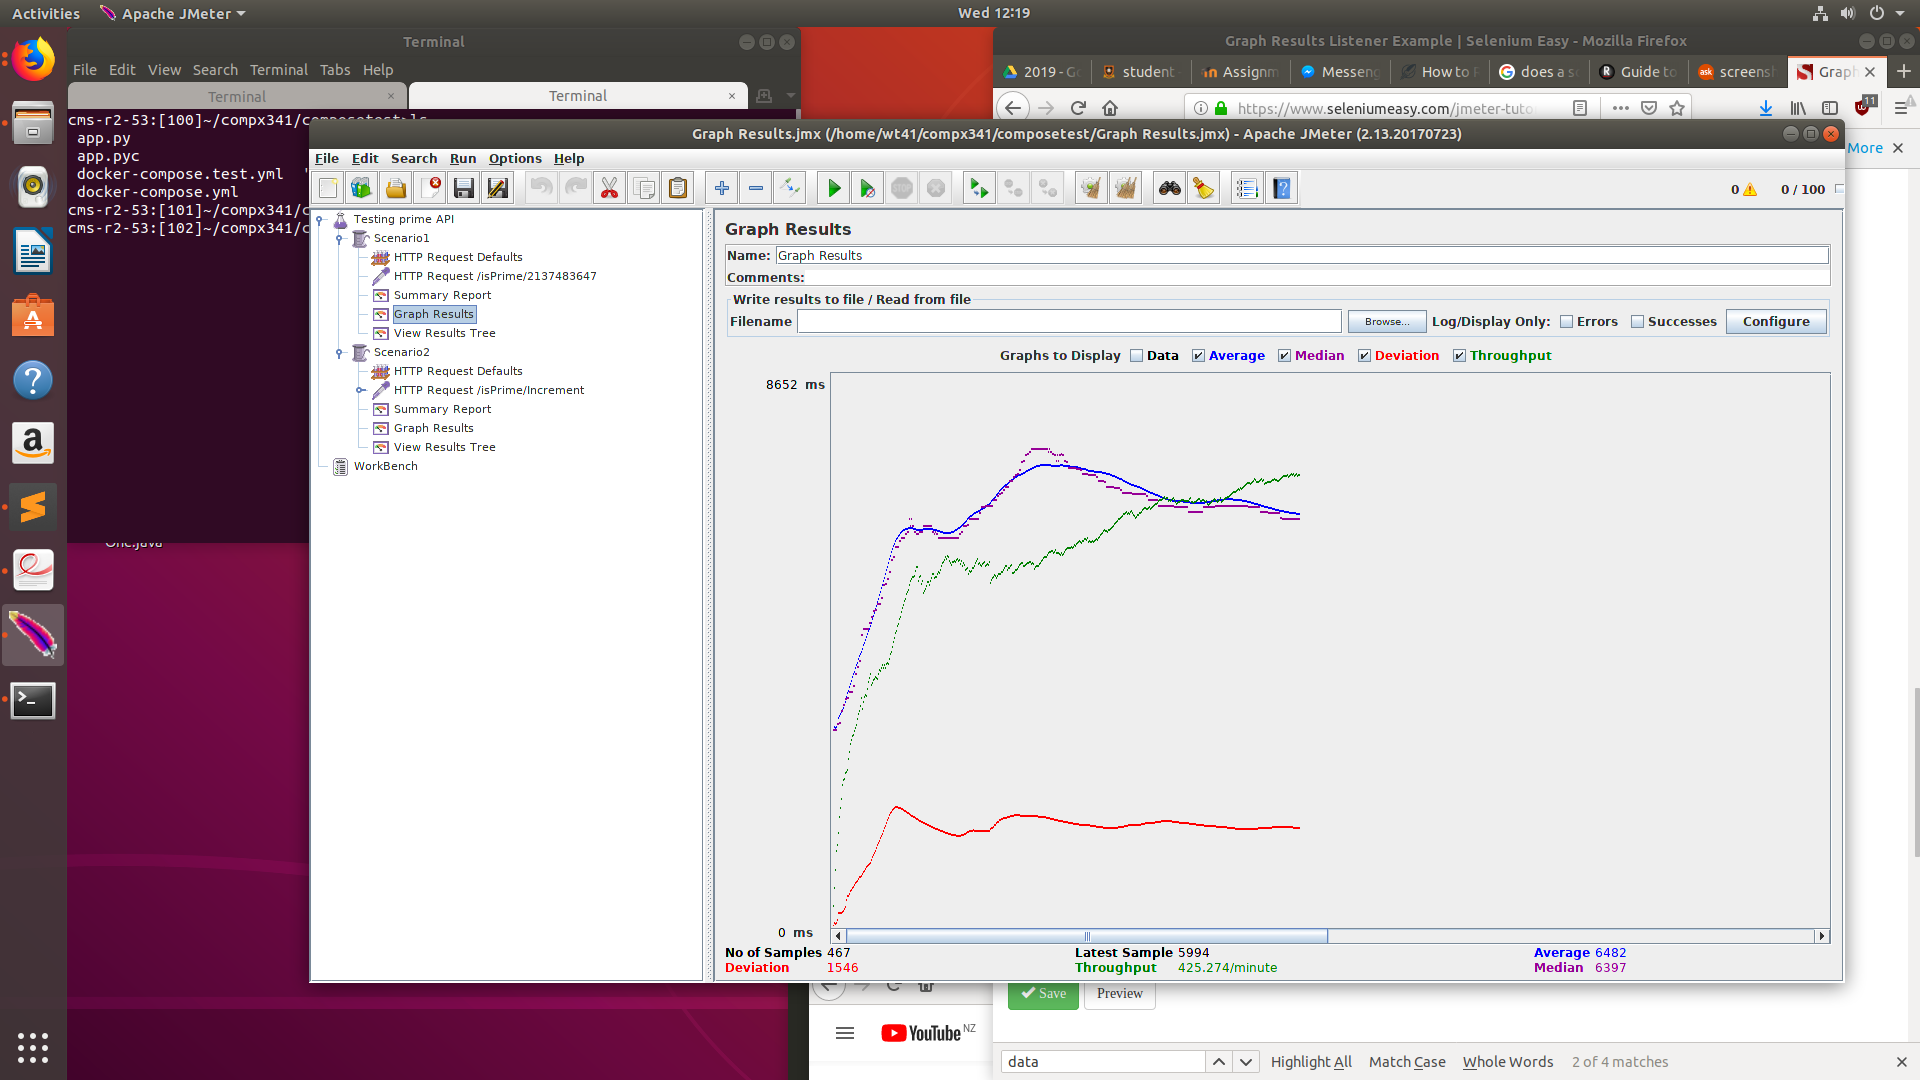 Activities
Apache JMeter
Wed 12:19
Terminal
File Edit View Search Terminal Tabs Help
Terminal ×
Terminal ×
cms-r2-53:[100]~/compx341/composetest>ls
app.py
app.pyc
docker-compose.test.yml
docker-compose.yml
cms-r2-53:[101]~/compx341/c
cms-r2-53:[102]~/compx341/c
One.java
Graph Results Listener Example | Selenium Easy - Mozilla Firefox
2019 - G
student
Assignm
Messeng
How to
does a s
Guide to
screensh
Graph
https://www.seleniumeasy.com/jmeter-tuto
11
More
Graph Results.jmx (/home/wt41/compx341/composetest/Graph Results.jmx) - Apache JMeter (2.13.20170723)
File Edit Search Run Options Help
0
0 / 100
Testing prime API
Scenario1
HTTP Request Defaults
HTTP Request /isPrime/2137483647
Summary Report
Graph Results
View Results Tree
Scenario2
HTTP Request Defaults
HTTP Request /isPrime/Increment
Summary Report
Graph Results
View Results Tree
WorkBench
Graph Results
Name: Graph Results
Comments:
Write results to file / Read from file
Filename
Browse...
Log/Display Only: Errors Successes
Configure
Graphs to Display Data Average Median Deviation Throughput
8652 ms
0 ms
No of Samples 467
Latest Sample 5994
Average 6482
Deviation 1546
Throughput 425.274/minute
Median 6397
Save
Preview
YouTube NZ
data
Highlight All Match Case Whole Words 2 of 4 matches